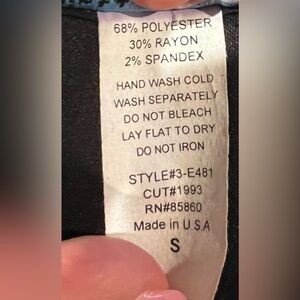 68% POLYESTER
30% RAYON
2% SPANDEX
HAND WASH COLD
WASH SEPARATELY
DO NOT BLEACH
LAY FLAT TO DRY
DO NOT IRON
STYLE#3-E481
CUT#1993
RN#85860
Made in U S A
S